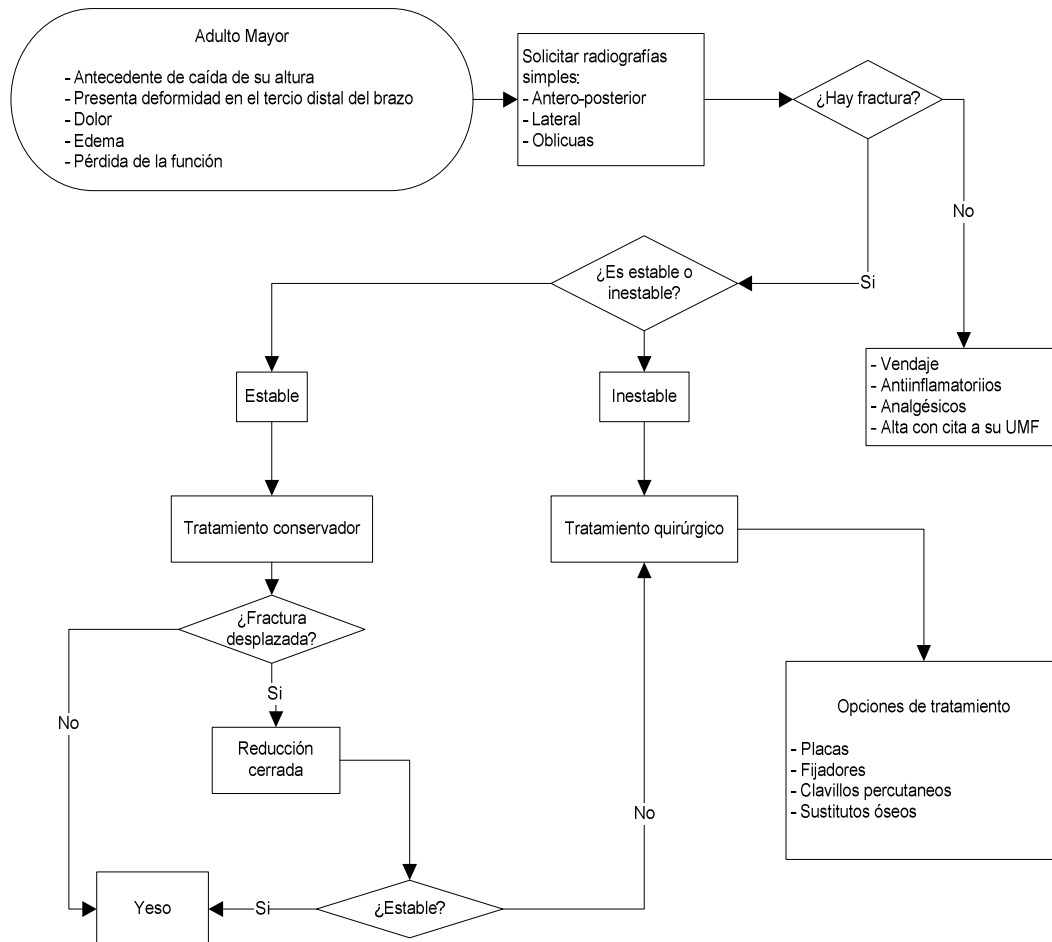 Adulto Mayor
- Antecedente de caída de su altura
- Presenta deformidad en el tercio distal del brazo
- Dolor
- Edema
- Pérdida de la función
Solicitar radiografías
simples:
- Antero-posterior
- Lateral
- Oblicuas
¿Hay fractura?
No
Si
¿Es estable o
inestable?
- Vendaje
- Antiinflamatoriios
- Analgésicos
- Alta con cita a su UMF
Estable
Inestable
Tratamiento conservador
Tratamiento quirúrgico
¿Fractura
desplazada?
Si
No
Reducción
cerrada
Opciones de tratamiento
- Placas
- Fijadores
- Clavillos percutaneos
- Sustitutos óseos
No
Yeso
Si
¿Estable?